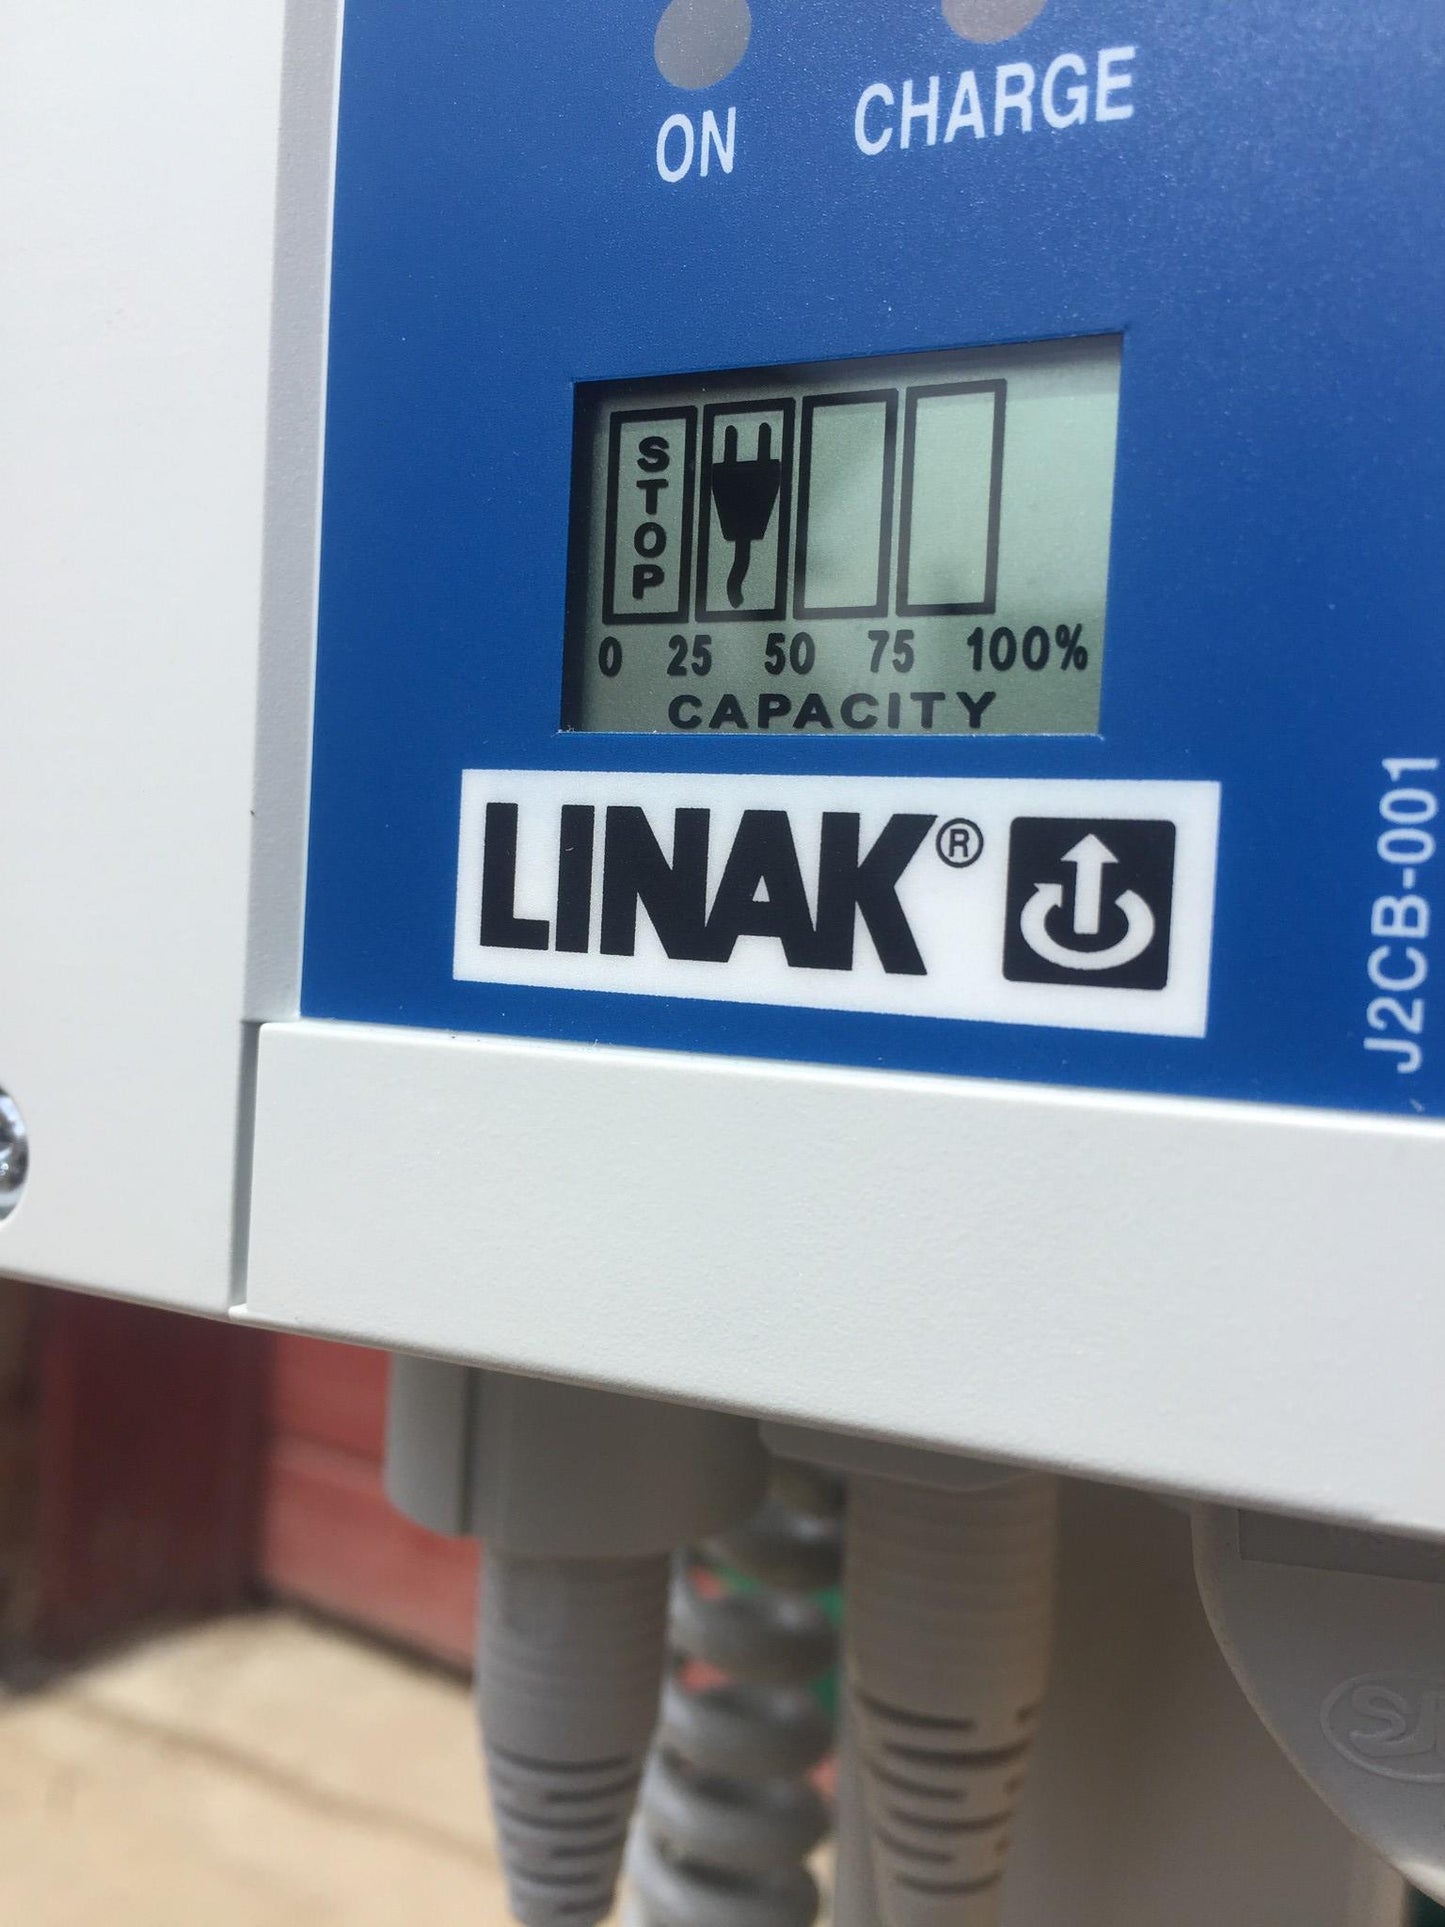 ON CHARGE
STOP
0 25 50 75 100%
CAPACITY
LINAK®
J2CB-001